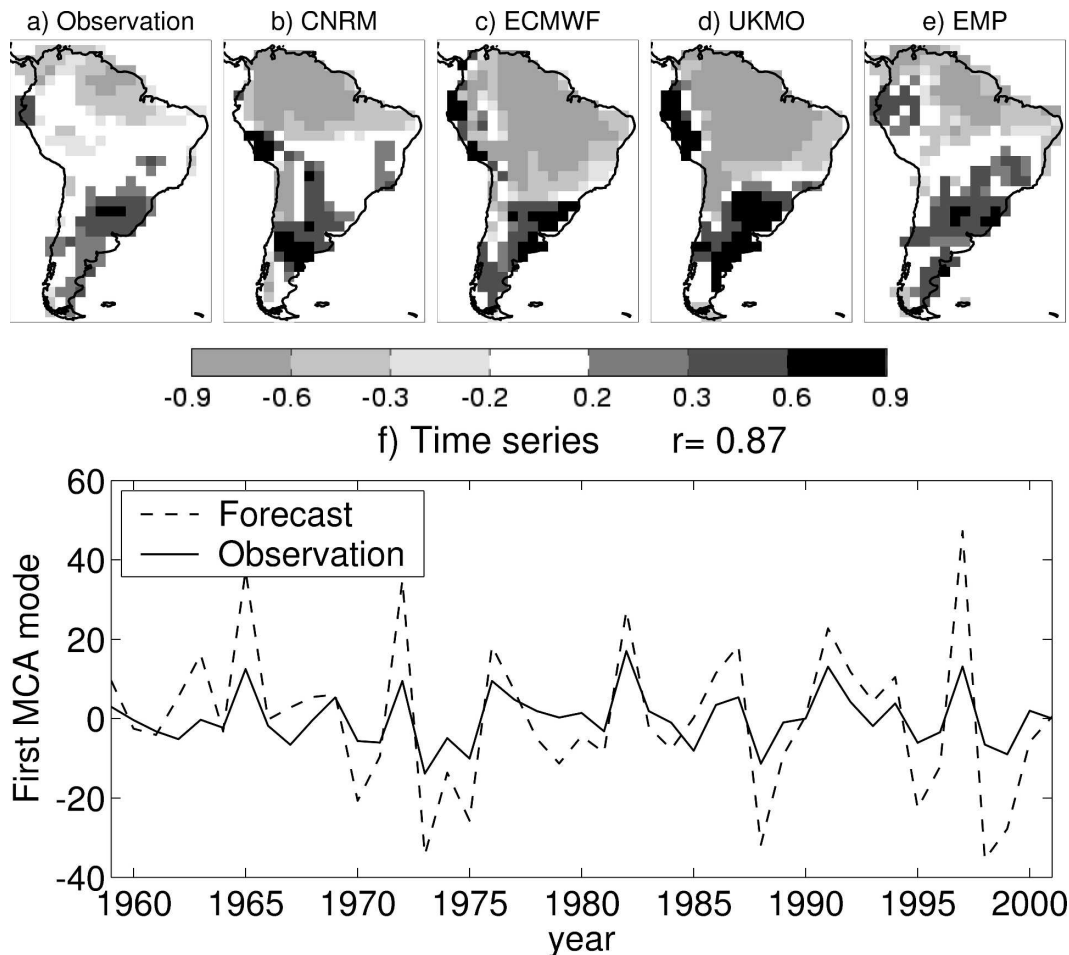 a) Observation b) CNRM c) ECMWF d) UKMO e) EMP
-0.9 -0.6 -0.3 -0.2 0.2 0.3 0.6 0.9
f) Time series r= 0.87
60
40
20
0
-20
-40
First MCA mode
Forecast
Observation
1960 1965 1970 1975 1980 1985 1990 1995 2000
year